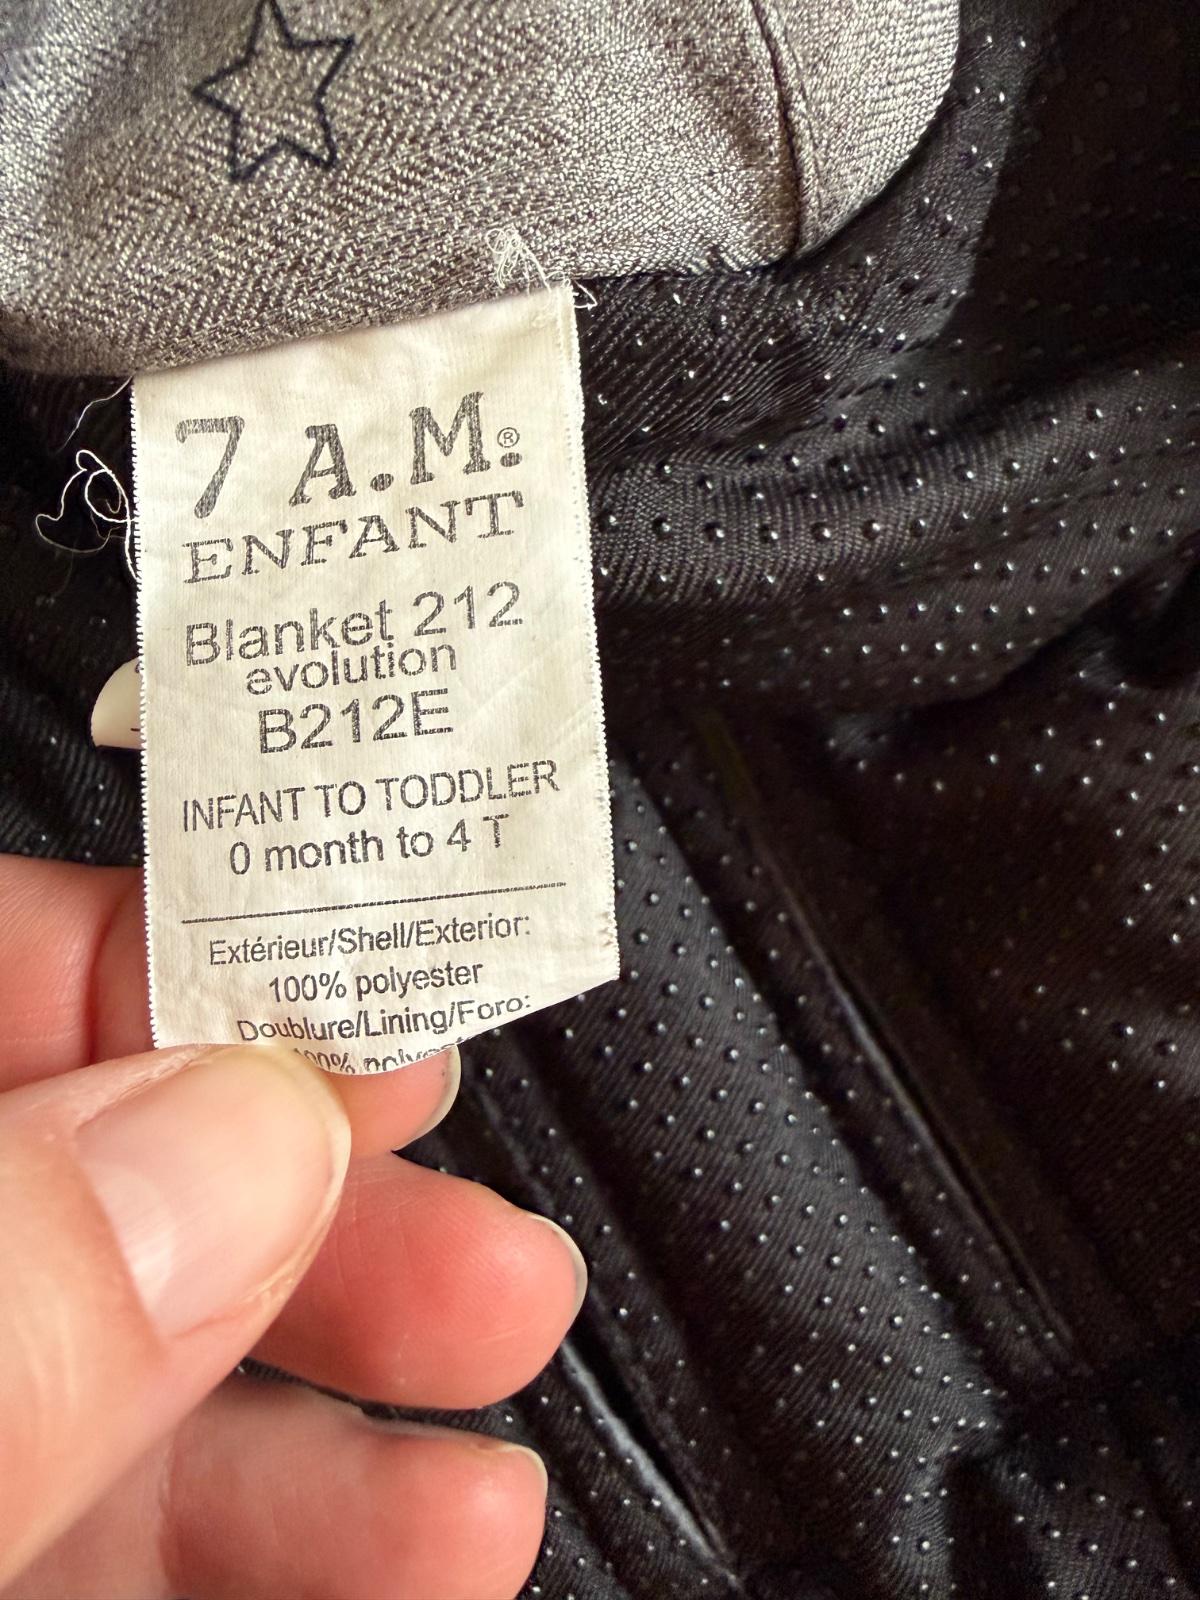 7 A.M.®
ENFANT
Blanket 212
evolution
B212E
INFANT TO TODDLER
0 month to 4 T
Extérieur/Shell/Exterior:
100% polyester
Doublure/Lining/Foro:
100%